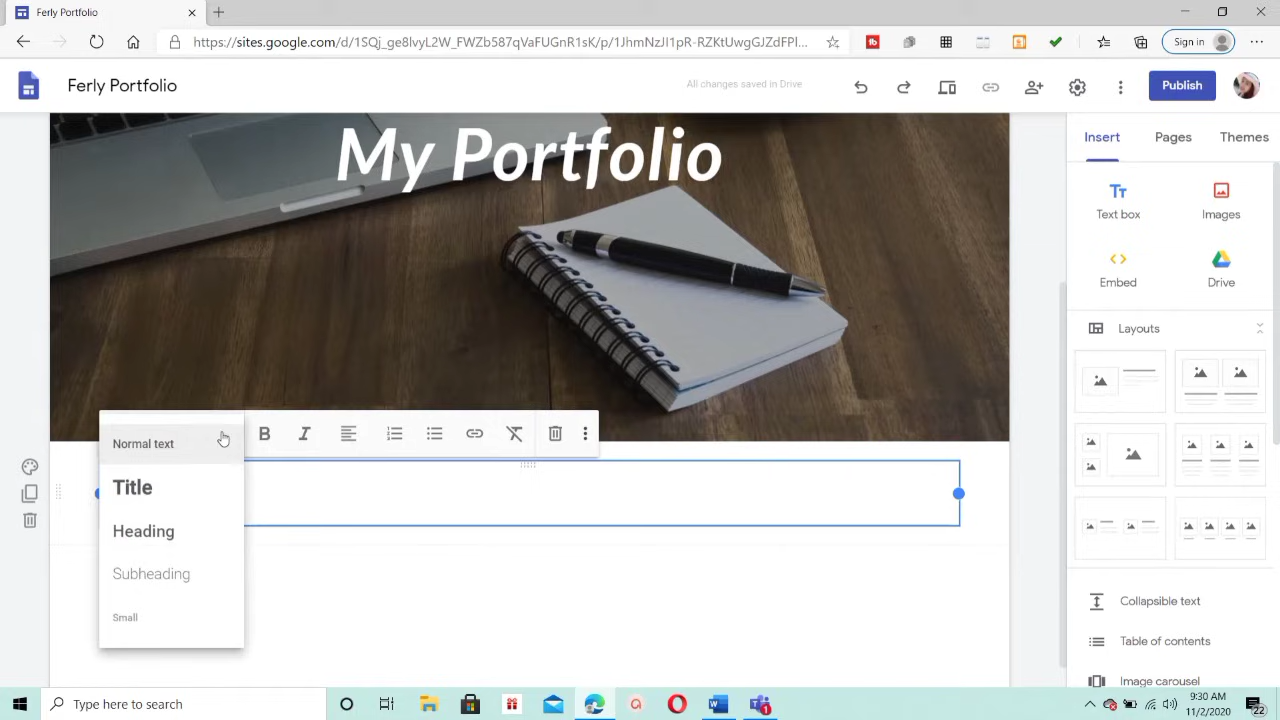 Ferly Portfolio
https://sites.google.com/d/1SQj_ge8lvyL2W_FWZb587qVaFUGnR1sK/p/1JhmNzJI1pR-RZKtUwgGJZdFPl...
Sign in
Ferly Portfolio
All changes saved in Drive
Publish
My Portfolio
Insert
Pages
Themes
Text box
Images
Embed
Drive
Layouts
Normal text
Title
Heading
Subheading
Small
Collapsible text
Table of contents
Image carousel
Type here to search
9:30 AM
11/2/2020
22